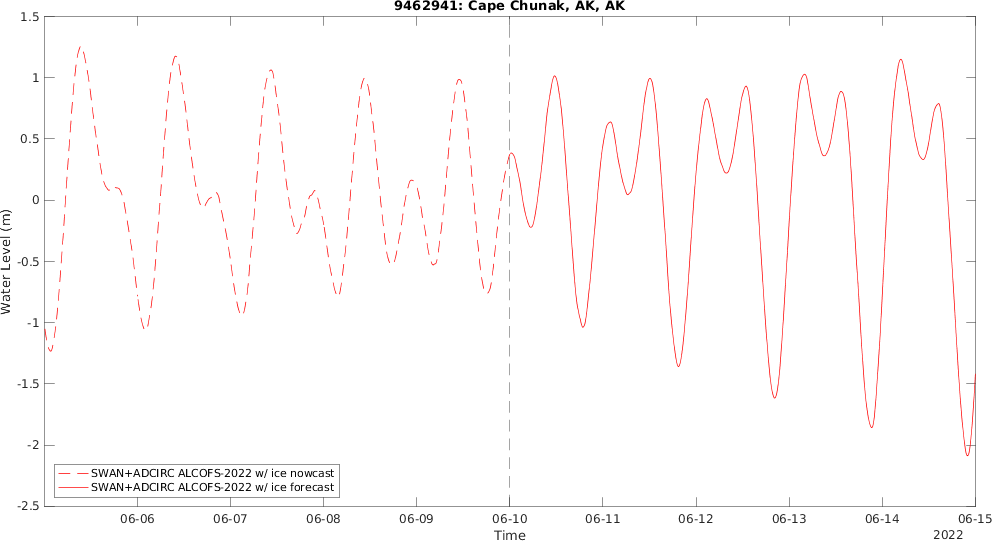 9462941: Cape Chunak, AK, AK
1.5
1
0.5
0
-0.5
-1
-1.5
-2
-2.5
Water Level (m)
SWAN+ADCIRC ALCOFS-2022 w/ ice nowcast
SWAN+ADCIRC ALCOFS-2022 w/ ice forecast
06-06 06-07 06-08 06-09 06-10 06-11 06-12 06-13 06-14 06-15
Time
2022